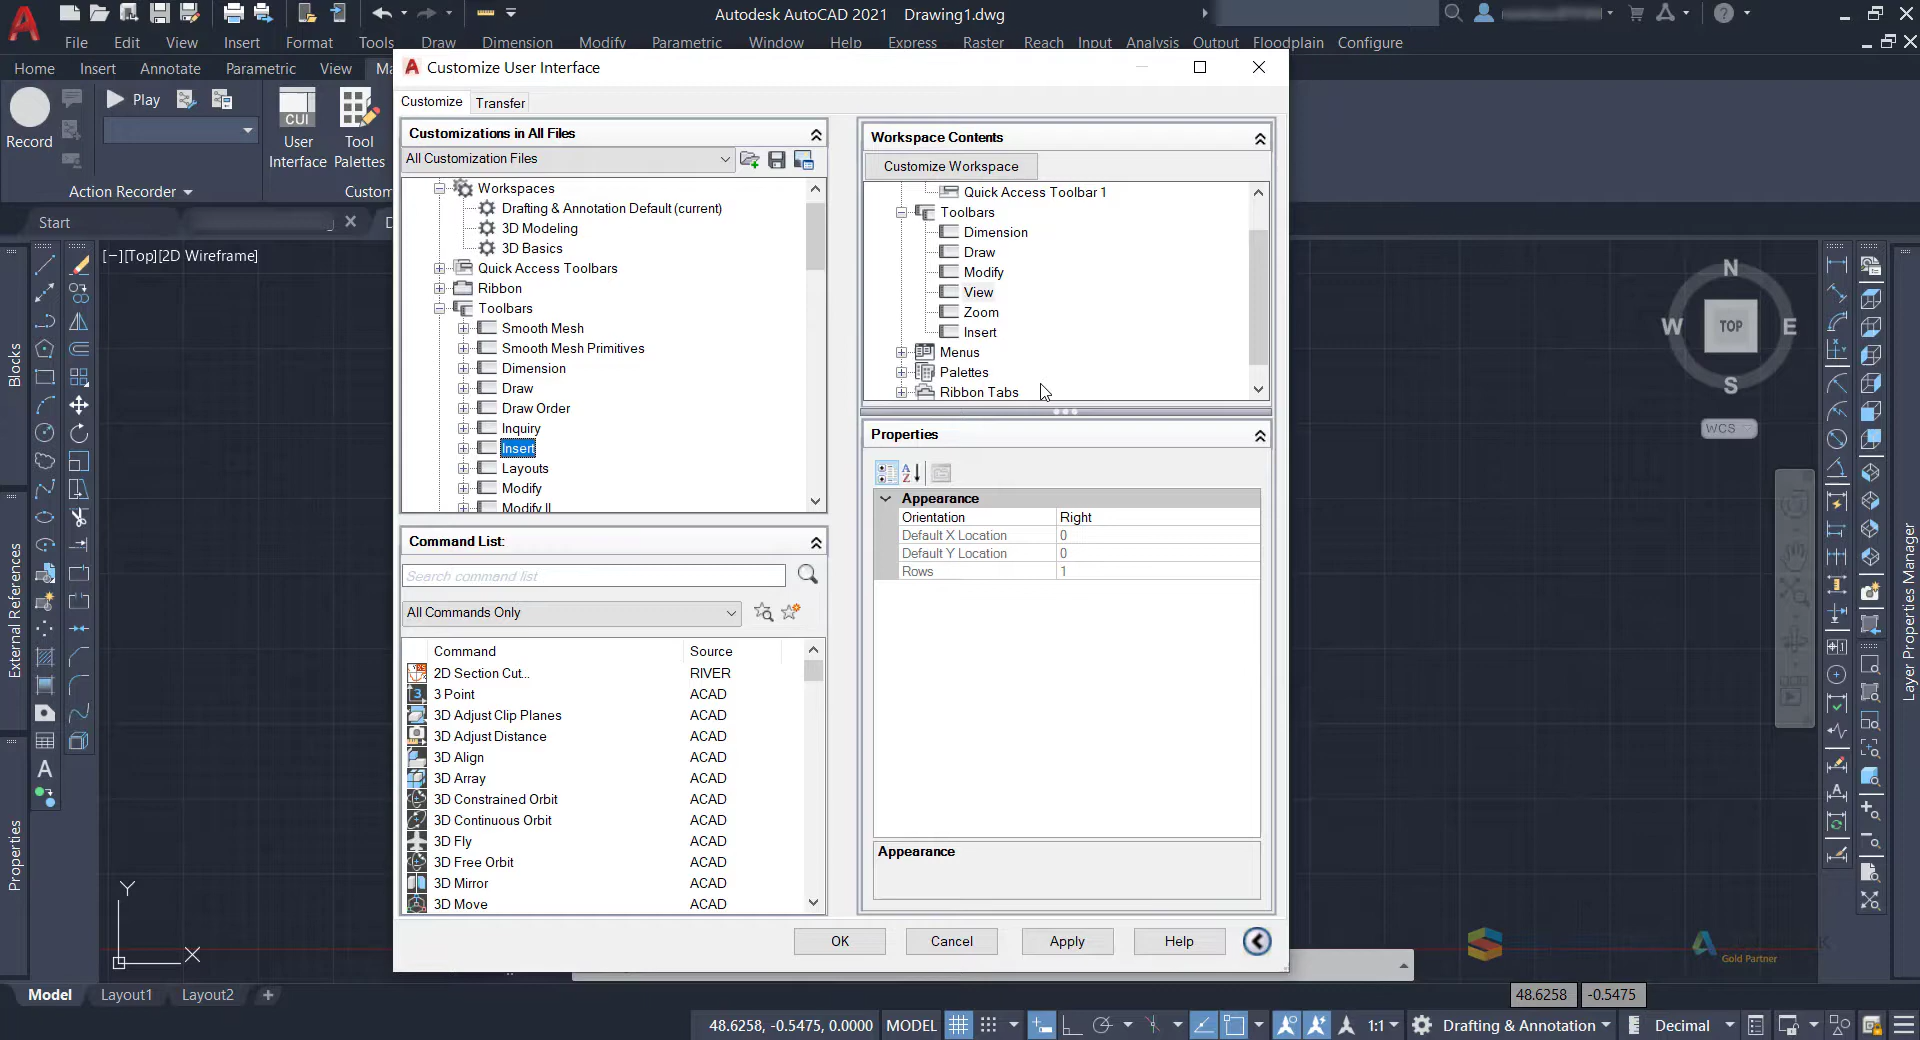 Autodesk AutoCAD 2021 Drawing1.dwg
File Edit View Insert Format Tools Draw Dimension Modify Parametric Window Help Express Raster Reach Input Analysis Output Floodplain Configure
Home Insert Annotate Parametric View Ma
Record
Play
CUI
User Interface
Tool Palettes
Action Recorder
Custom
Start
[−][Top][2D Wireframe]
Customize User Interface
Customize Transfer
Customizations in All Files
All Customization Files
Workspaces
Drafting & Annotation Default (current)
3D Modeling
3D Basics
Quick Access Toolbars
Ribbon
Toolbars
Smooth Mesh
Smooth Mesh Primitives
Dimension
Draw
Draw Order
Inquiry
Insert
Layouts
Modify
Modify II
Command List:
Search command list
All Commands Only
Command Source
2D Section Cut... RIVER
3 Point ACAD
3D Adjust Clip Planes ACAD
3D Adjust Distance ACAD
3D Align ACAD
3D Array ACAD
3D Constrained Orbit ACAD
3D Continuous Orbit ACAD
3D Fly ACAD
3D Free Orbit ACAD
3D Mirror ACAD
3D Move ACAD
Workspace Contents
Customize Workspace
Quick Access Toolbar 1
Toolbars
Dimension
Draw
Modify
View
Zoom
Insert
Menus
Palettes
Ribbon Tabs
Properties
Appearance
Orientation Right
Default X Location 0
Default Y Location 0
Rows 1
Appearance
OK Cancel Apply Help
Blocks
External References
Properties
Layer Properties Manager
N
W TOP E
S
WCS
Y
X
Gold Partner
Model Layout1 Layout2 +
48.6258 -0.5475
48.6258, -0.5475, 0.0000 MODEL 1:1 Drafting & Annotation Decimal